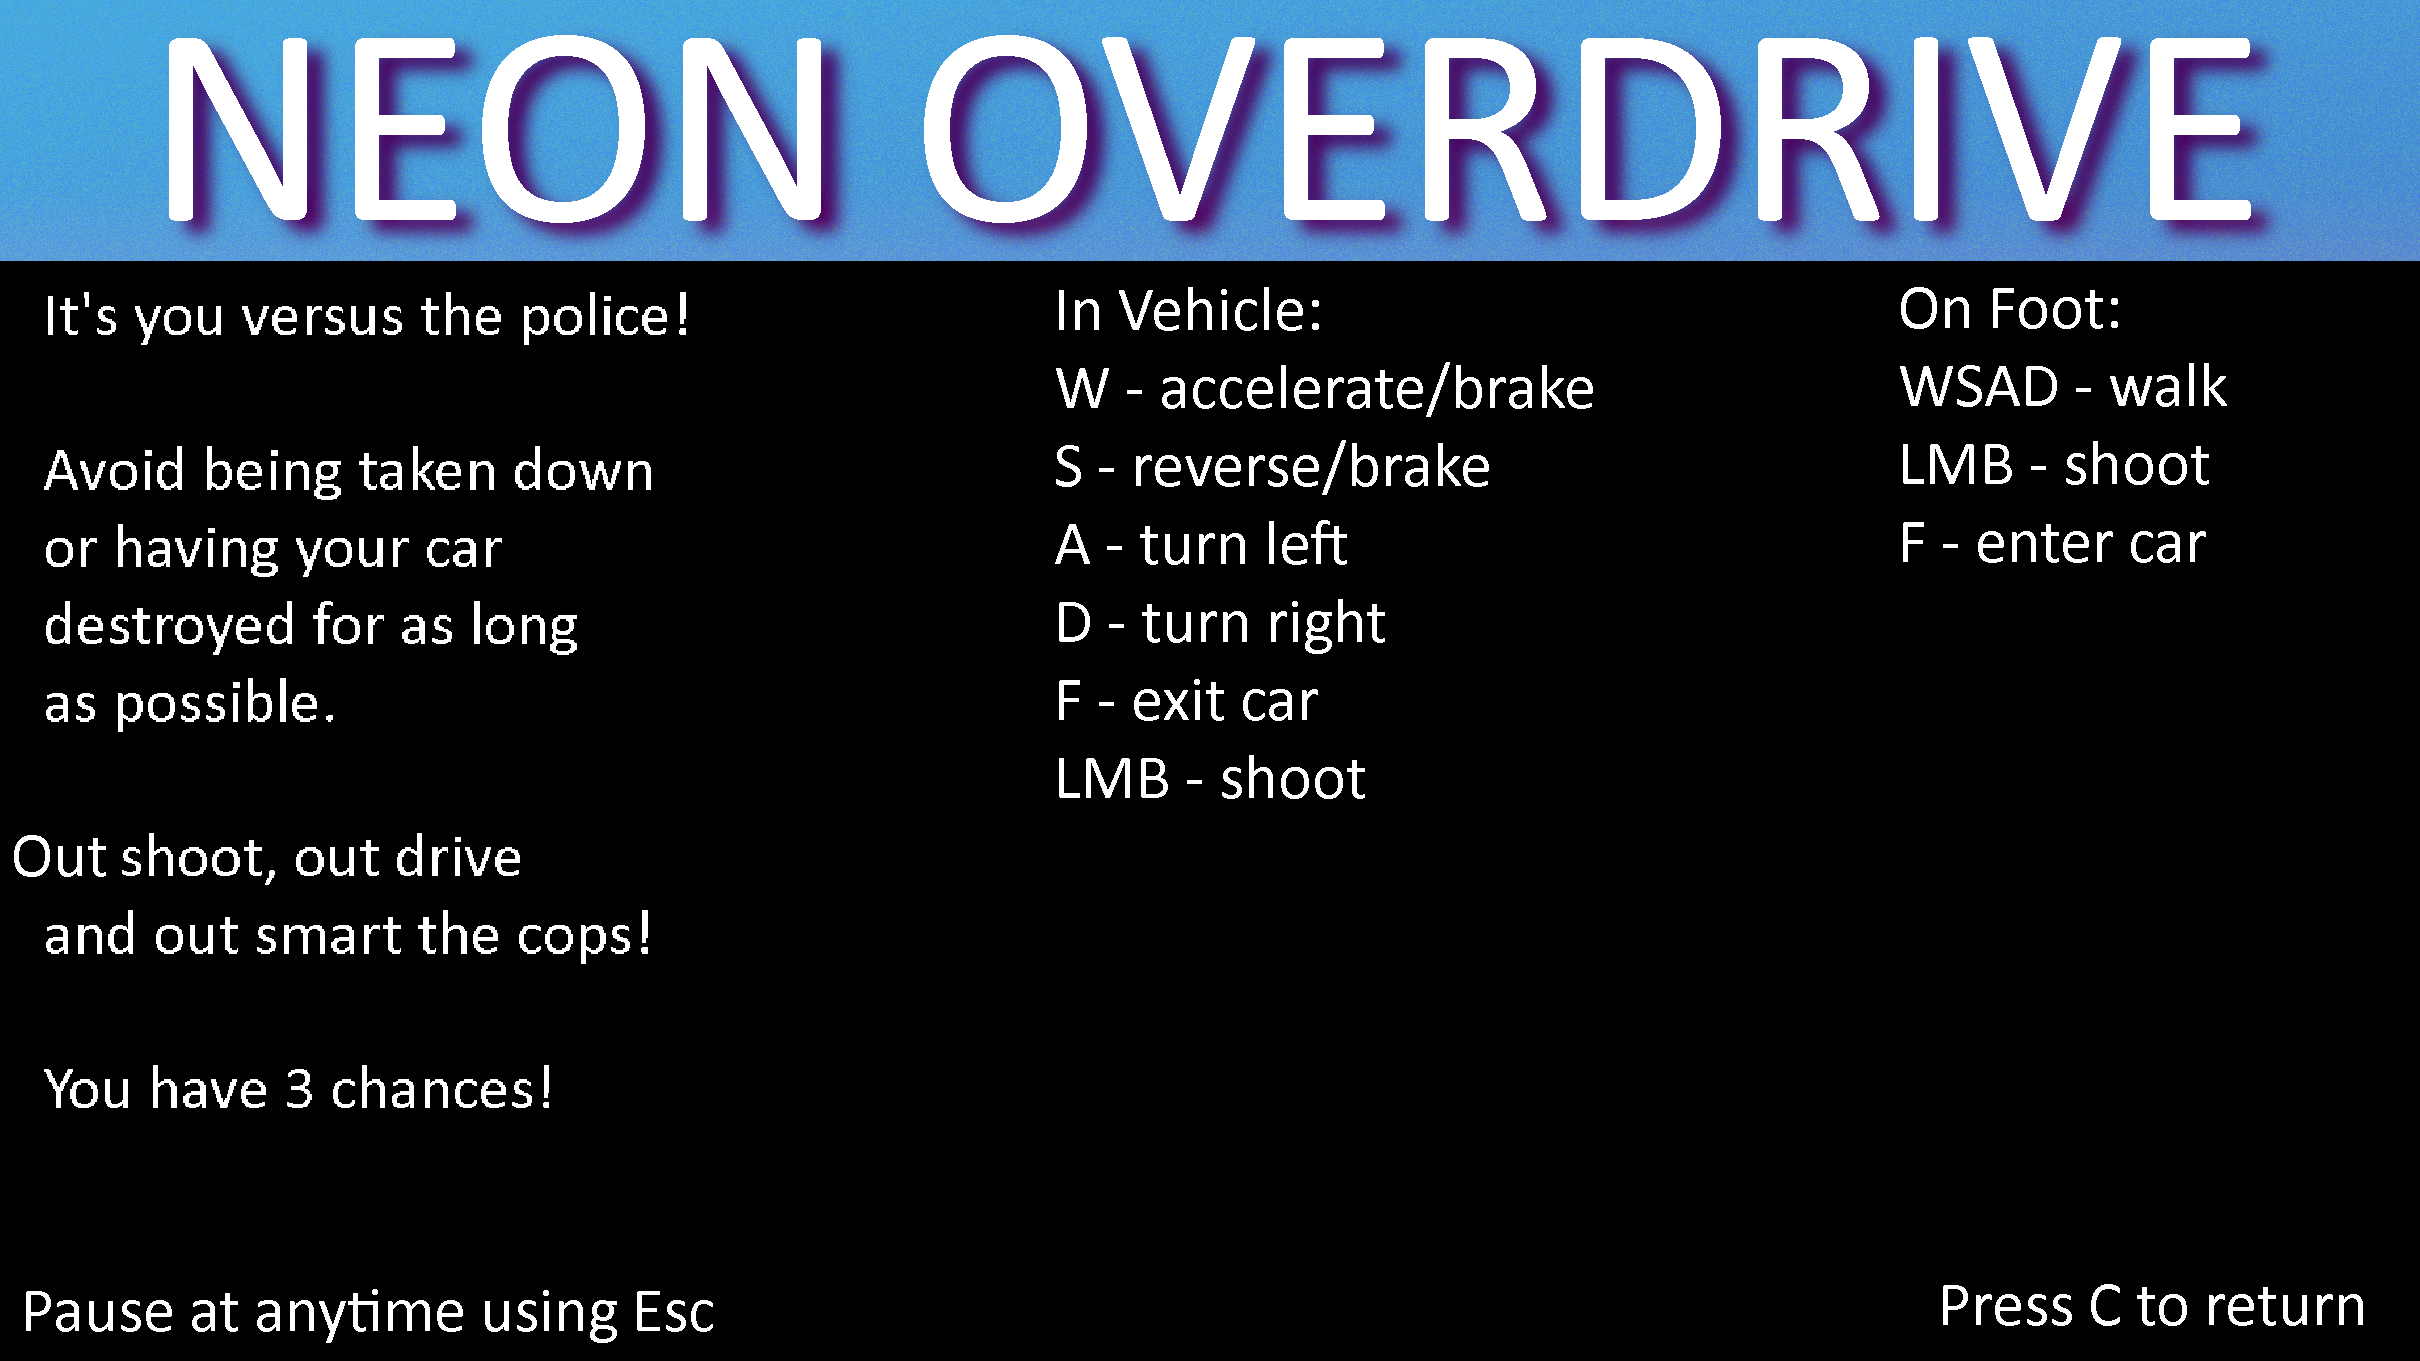 NEON OVERDRIVE
It's you versus the police!
Avoid being taken down
or having your car
destroyed for as long
as possible.
Out shoot, out drive
and out smart the cops!
You have 3 chances!
Pause at anytime using Esc
In Vehicle:
W - accelerate/brake
S - reverse/brake
A - turn left
D - turn right
F - exit car
LMB - shoot
On Foot:
WSAD - walk
LMB - shoot
F - enter car
Press C to return